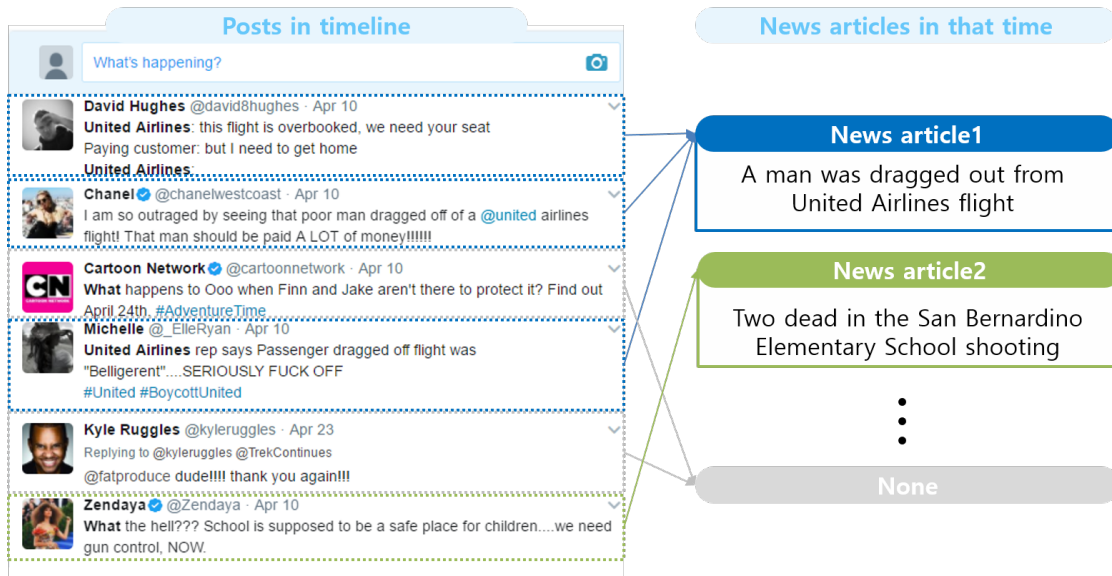 Posts in timeline
What's happening?
David Hughes @david8hughes · Apr 10
United Airlines: this flight is overbooked, we need your seat
Paying customer: but I need to get home
United Airlines:
Chanel @chanelwestcoast · Apr 10
I am so outraged by seeing that poor man dragged off of a @united airlines
flight! That man should be paid A LOT of money!!!!!!
CN
CARTOON NETWORK
Cartoon Network @cartoonnetwork · Apr 10
What happens to Ooo when Finn and Jake aren't there to protect it? Find out
April 24th. #AdventureTime
Michelle @_ElleRyan · Apr 10
United Airlines rep says Passenger dragged off flight was
"Belligerent"....SERIOUSLY FUCK OFF
#United #BoycottUnited
Kyle Ruggles @kyleruggles · Apr 23
Replying to @kyleruggles @TrekContinues
@fatproduce dude!!!! thank you again!!!
Zendaya @Zendaya · Apr 10
What the hell??? School is supposed to be a safe place for children....we need
gun control, NOW.
News articles in that time
News article1
A man was dragged out from
United Airlines flight
News article2
Two dead in the San Bernardino
Elementary School shooting
None